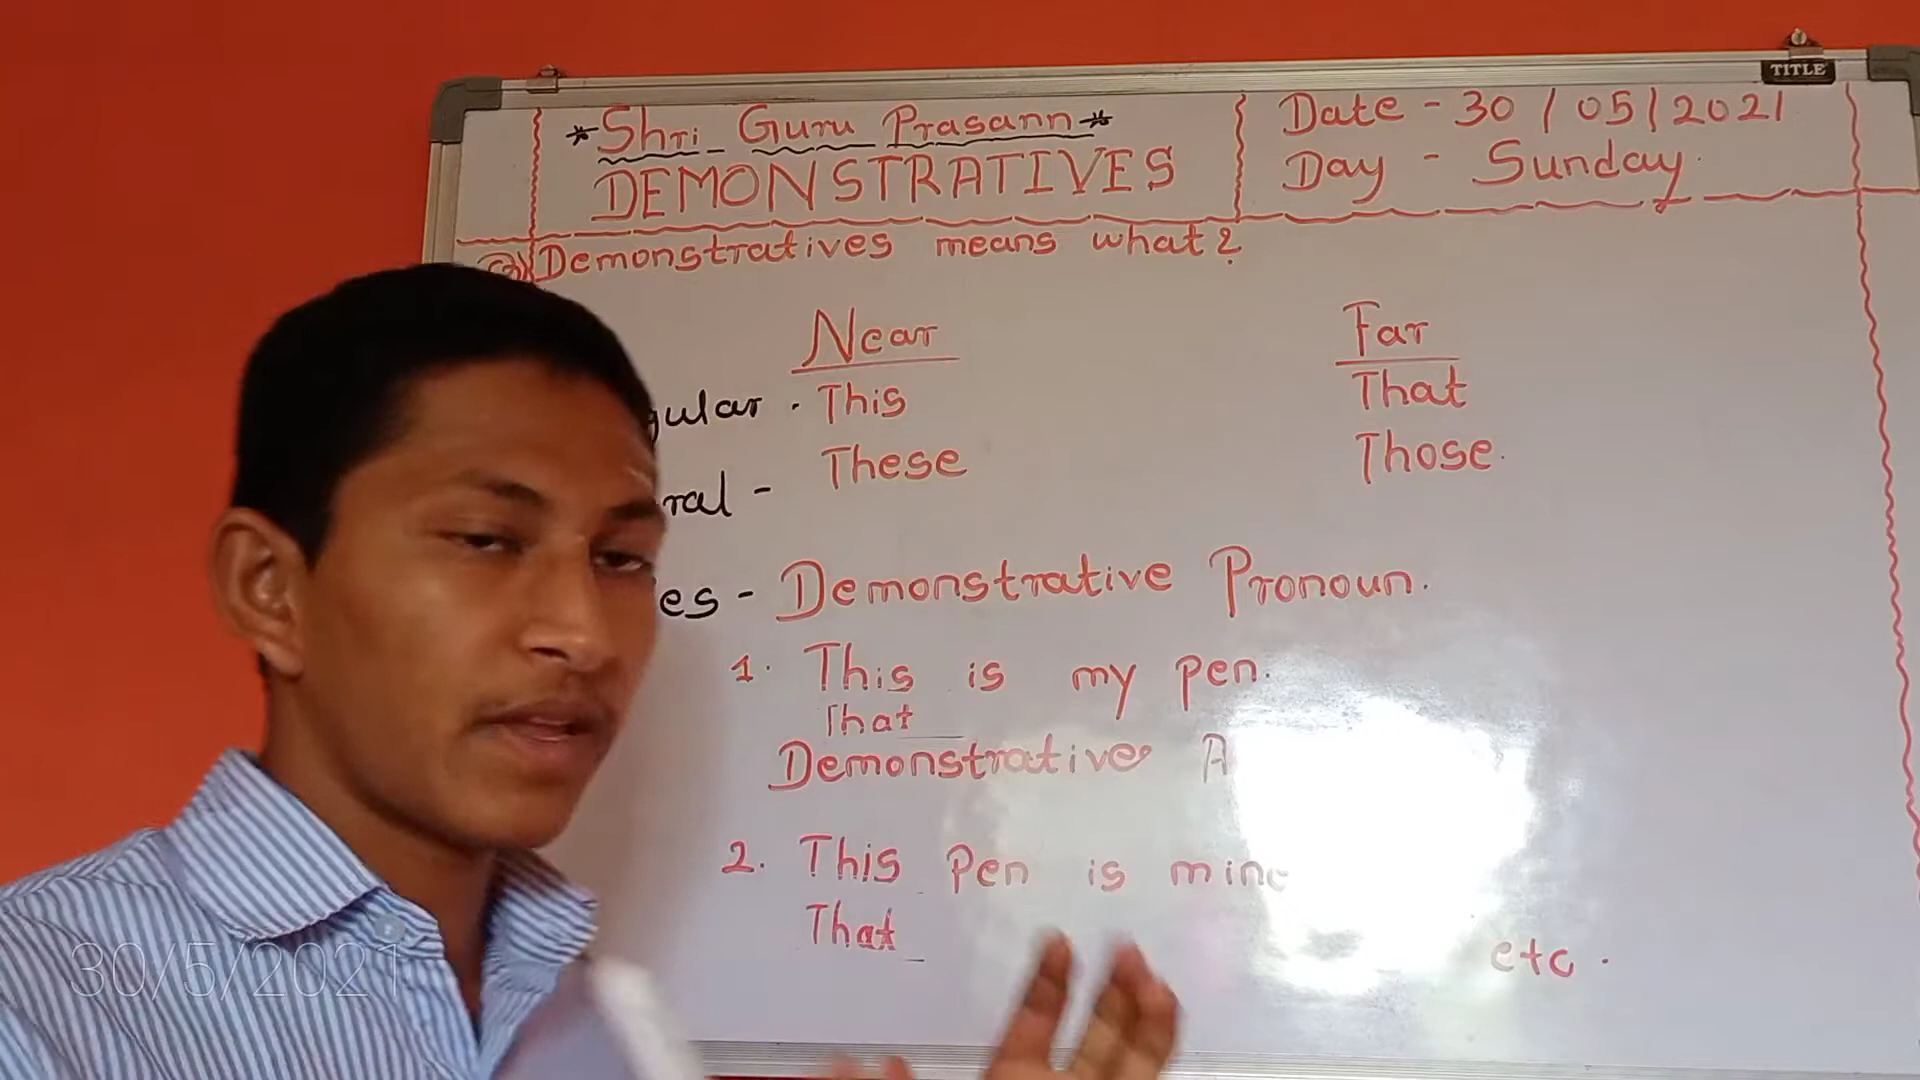 TITLE
*Shri Guru Prasann*
DEMONSTRATIVES
Date - 30/05/2021
Day - Sunday.
Q) Demonstratives means what?
Near Far
gular - This That
ral - These Those.
es - Demonstrative Pronoun.
1. This is my pen.
That
Demonstrative A
2. This Pen is mine
That
etc.
30/5/2021